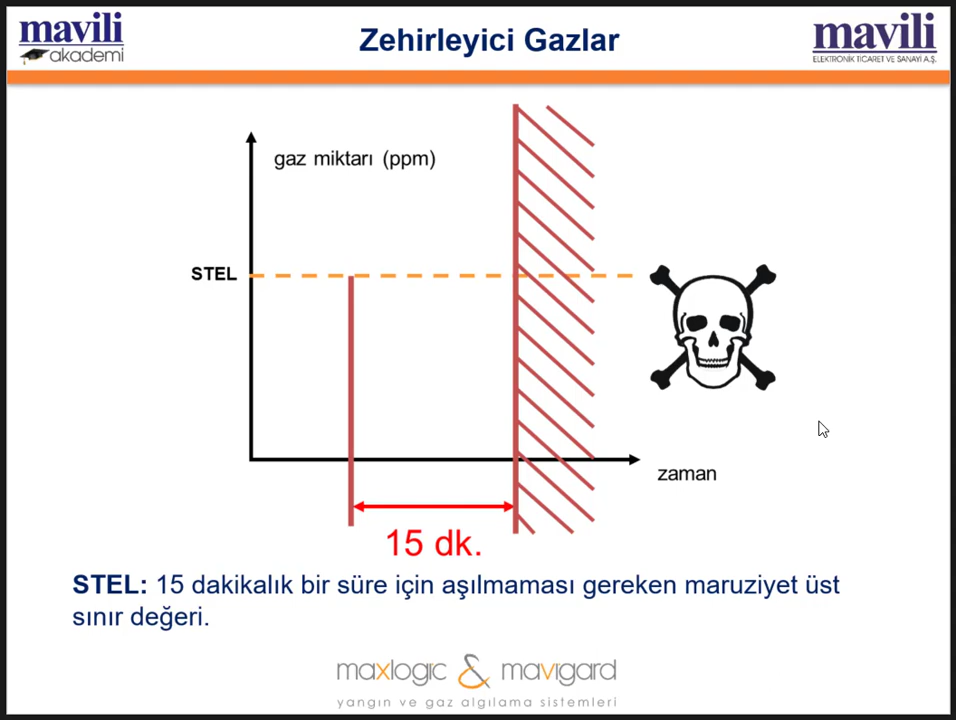 mavili
akademi
Zehirleyici Gazlar
mavili
ELEKTRONİK TİCARET VE SANAYİ A.Ş.
gaz miktarı (ppm)
STEL
zaman
15 dk.
STEL: 15 dakikalık bir süre için aşılmaması gereken maruziyet üst
sınır değeri.
maxlogic & mavigard
yangın ve gaz algılama sistemleri